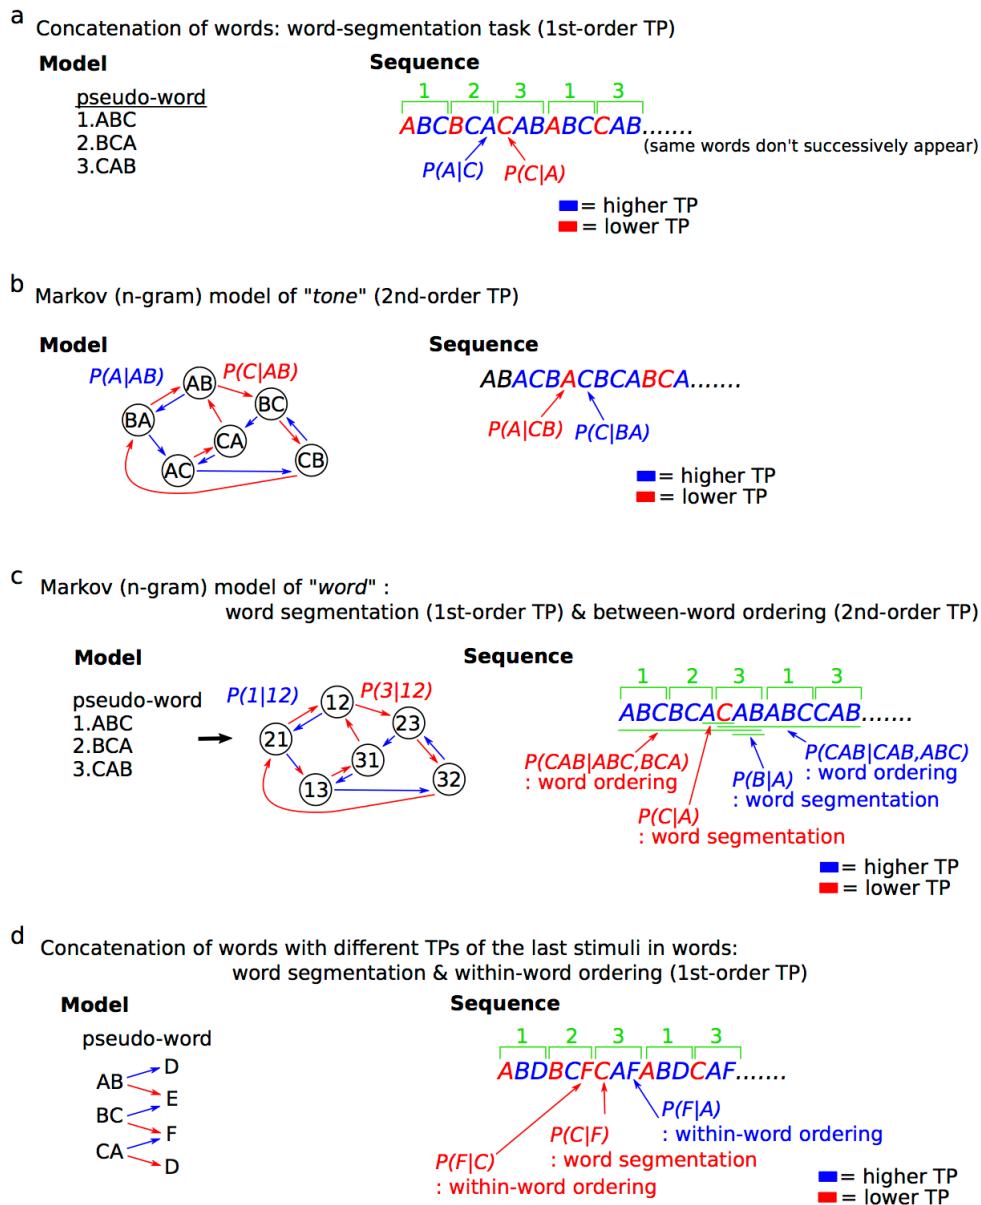 a
Concatenation of words: word-segmentation task (1st-order TP)
Model
Sequence
pseudo-word
1.ABC
2.BCA
3.CAB
1 2 3 1 3
ABCBCACABABCCAB.......
(same words don't successively appear)
P(A|C) P(C|A)
= higher TP
= lower TP
b
Markov (n-gram) model of "tone" (2nd-order TP)
Model
Sequence
P(A|AB) P(C|AB)
AB
BC
BA
CA
CB
AC
ABACBACBCABCA.......
P(A|CB) P(C|BA)
= higher TP
= lower TP
c
Markov (n-gram) model of "word" :
word segmentation (1st-order TP) & between-word ordering (2nd-order TP)
Model
Sequence
pseudo-word
1.ABC
2.BCA
3.CAB
P(1|12) P(3|12)
12
23
21
31
32
13
1 2 3 1 3
ABCBCACABABCCAB.......
P(CAB|ABC,BCA)
: word ordering
P(C|A)
: word segmentation
P(B|A)
: word segmentation
P(CAB|CAB,ABC)
: word ordering
= higher TP
= lower TP
d
Concatenation of words with different TPs of the last stimuli in words:
word segmentation & within-word ordering (1st-order TP)
Model
Sequence
pseudo-word
AB
BC
CA
D
E
F
D
1 2 3 1 3
ABDBCFCAFABDCAF.......
P(F|C)
: within-word ordering
P(C|F)
: word segmentation
P(F|A)
: within-word ordering
= higher TP
= lower TP